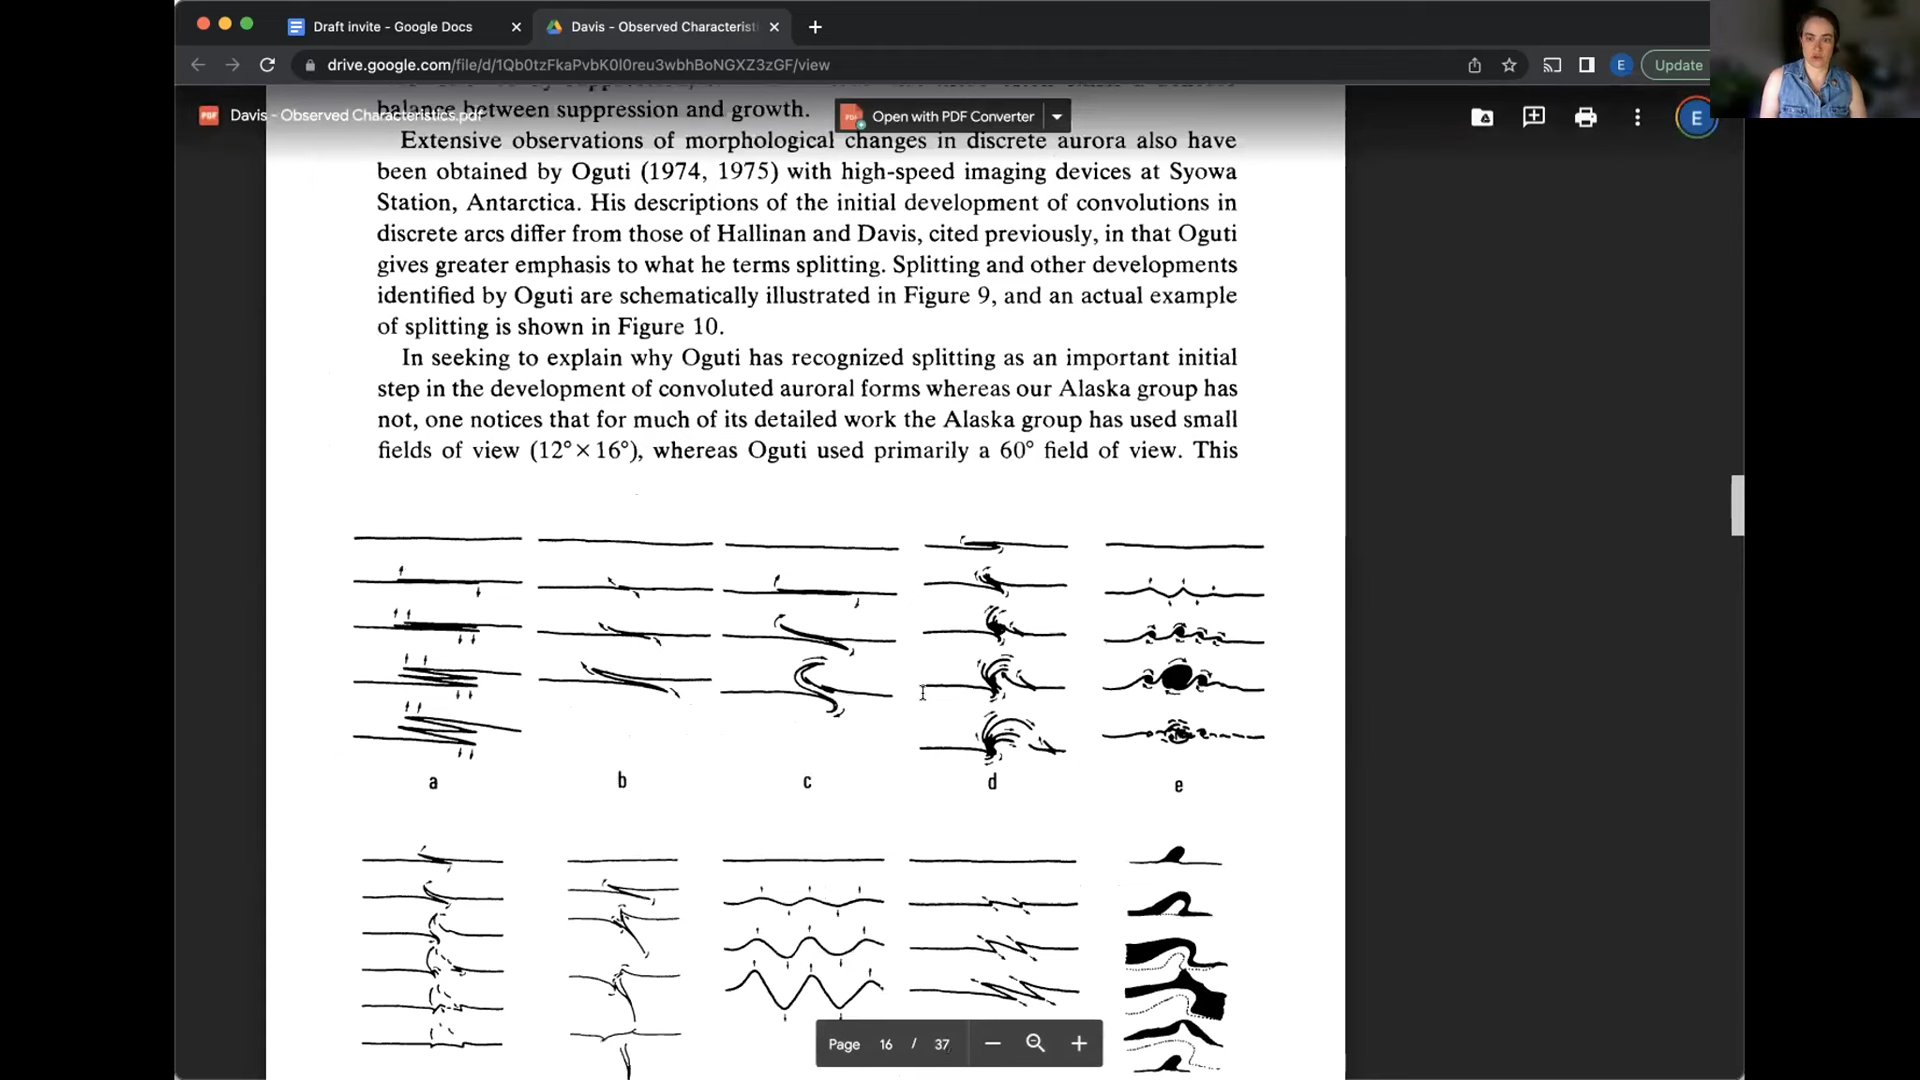 Draft invite - Google Docs
Davis - Observed Characterist
drive.google.com/file/d/1Qb0tzFkaPvbK0l0reu3wbhBoNGXZ3zGF/view
E
Update
Davis - Observed Characteristics.pdf
Open with PDF Converter
E
balance between suppression and growth.
Extensive observations of morphological changes in discrete aurora also have
been obtained by Oguti (1974, 1975) with high-speed imaging devices at Syowa
Station, Antarctica. His descriptions of the initial development of convolutions in
discrete arcs differ from those of Hallinan and Davis, cited previously, in that Oguti
gives greater emphasis to what he terms splitting. Splitting and other developments
identified by Oguti are schematically illustrated in Figure 9, and an actual example
of splitting is shown in Figure 10.
In seeking to explain why Oguti has recognized splitting as an important initial
step in the development of convoluted auroral forms whereas our Alaska group has
not, one notices that for much of its detailed work the Alaska group has used small
fields of view (12°×16°), whereas Oguti used primarily a 60° field of view. This
a b c d e
Page 16 / 37